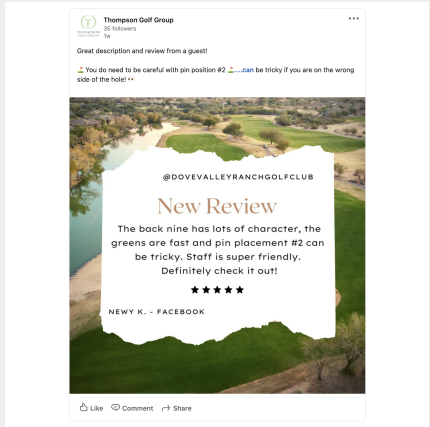 Thompson Golf Group
35 followers
1w
Great description and review from a guest!
⛳You do need to be careful with pin position #2 ⛳....can be tricky if you are on the wrong
side of the hole! 👀
@DOVEVALLEYRANCHGOLFCLUB
New Review
The back nine has lots of character, the
greens are fast and pin placement #2 can
be tricky. Staff is super friendly.
Definitely check it out!
★★★★★
NEWY K. - FACEBOOK
Like Comment Share